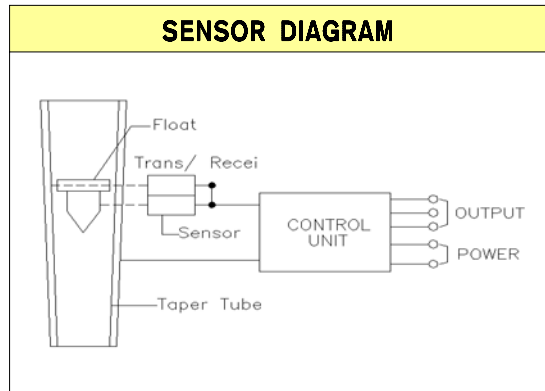 SENSOR DIAGRAM
Float
Trans/ Recei
Sensor
CONTROL
UNIT
OUTPUT
POWER
Taper Tube